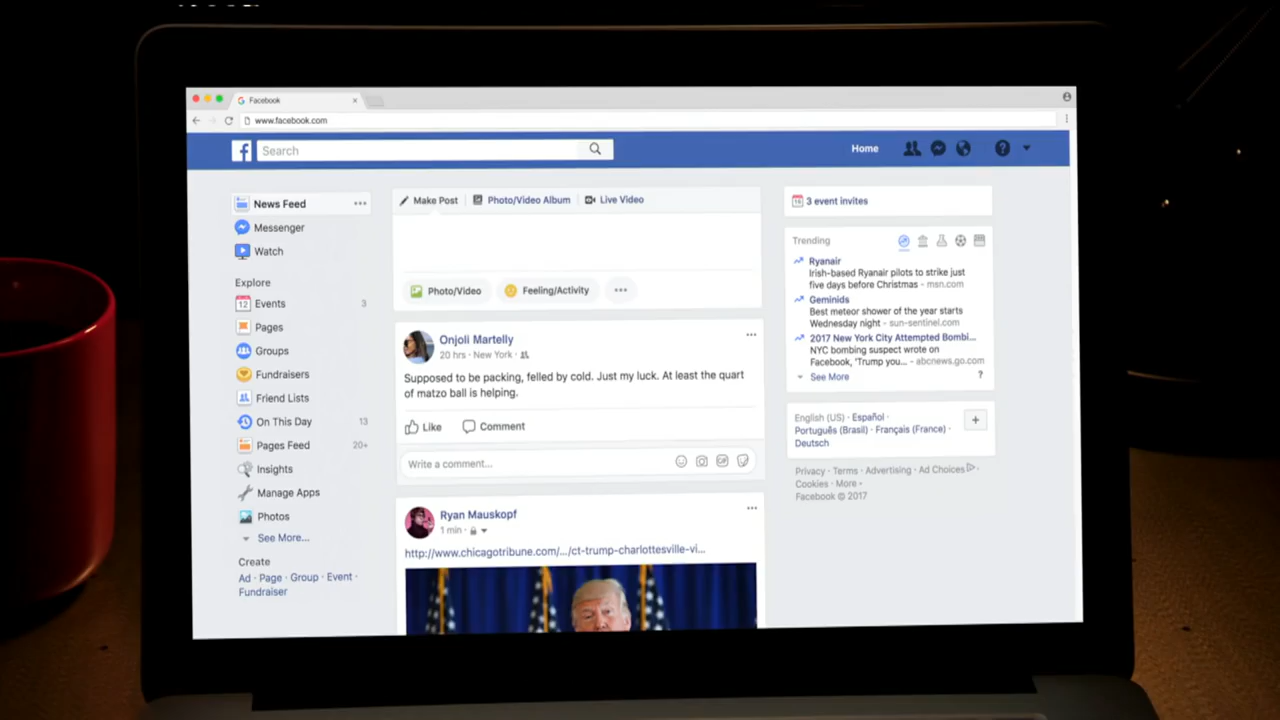 Facebook
www.facebook.com
f
Search
Home
News Feed
Messenger
Watch
Explore
12 Events 3
Pages
Groups
Fundraisers
Friend Lists
On This Day 13
Pages Feed 20+
Insights
Manage Apps
Photos
See More...
Create
Ad · Page · Group · Event ·
Fundraiser
Make Post
Photo/Video Album
Live Video
Photo/Video
Feeling/Activity
Onjoli Martelly
20 hrs · New York ·
Supposed to be packing, felled by cold. Just my luck. At least the quart
of matzo ball is helping.
Like
Comment
Write a comment...
GIF
Ryan Mauskopf
1 min ·
http://www.chicagotribune.com/.../ct-trump-charlottesville-vi...
3 event invites
Trending
Ryanair
Irish-based Ryanair pilots to strike just
five days before Christmas - msn.com
Geminids
Best meteor shower of the year starts
Wednesday night - sun-sentinel.com
2017 New York City Attempted Bombi...
NYC bombing suspect wrote on
Facebook, 'Trump you... - abcnews.go.com
See More ?
English (US) · Español ·
Português (Brasil) · Français (France) ·
Deutsch
+
Privacy · Terms · Advertising · Ad Choices ·
Cookies · More
Facebook © 2017